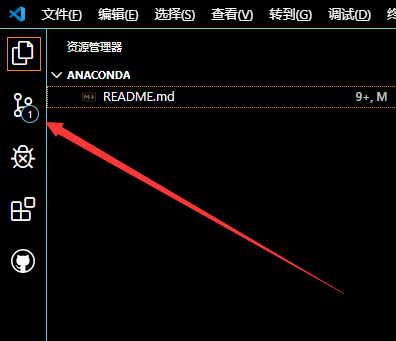 文件(F) 编辑(E) 选择(S) 查看(V) 转到(G) 调试(D)
资源管理器
ANACONDA
README.md 9+, M
1